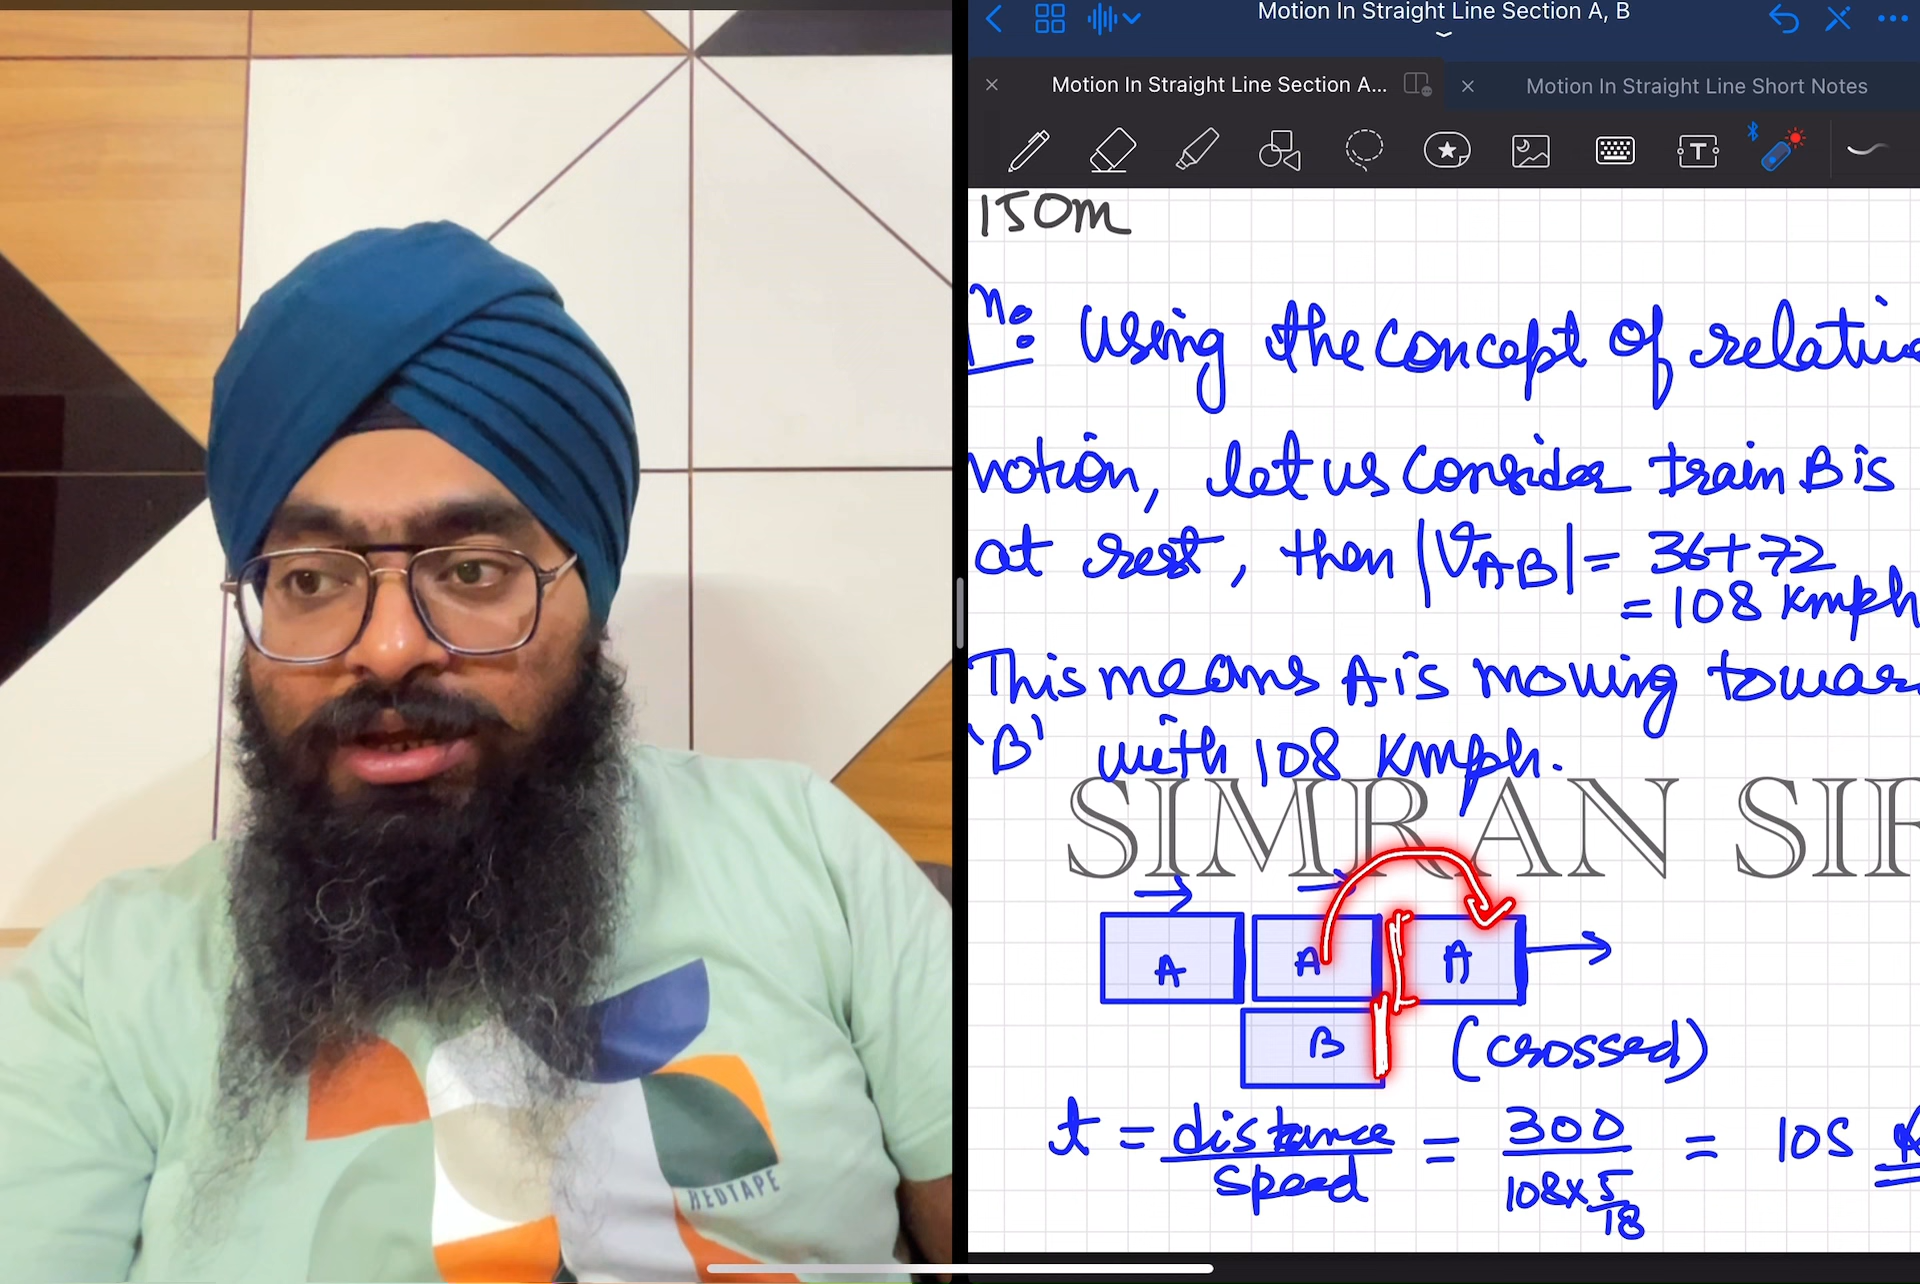 Motion In Straight Line Section A, B
Motion In Straight Line Section A...
Motion In Straight Line Short Notes
T
150m
n: Using the concept of relativ
motion, let us consider train B is
at rest, then |VAB| = 36+72
= 108 Kmph
This means A is moving towar
'B' with 108 Kmph.
SIMRAN SIR
A A A
B (crossed)
t = distance/speed = 300/(108×5/18) = 10s
REDTAPE